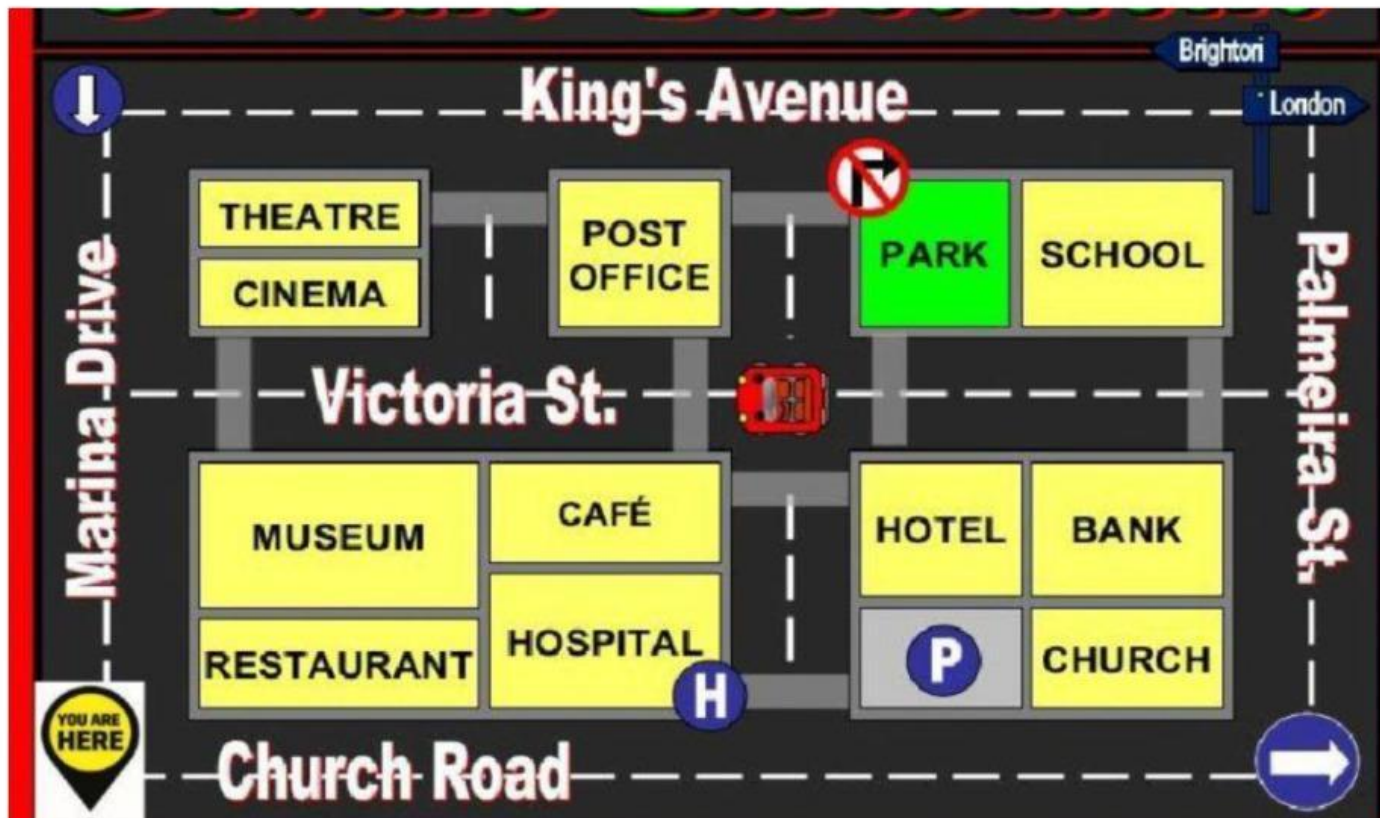 Brightori
London
King's Avenue
THEATRE
CINEMA
POST
OFFICE
PARK
SCHOOL
Marina Drive
Victoria St.
Palmeira St.
MUSEUM
CAFÉ
HOTEL
BANK
RESTAURANT
HOSPITAL
H
P
CHURCH
YOU ARE
HERE
Church Road